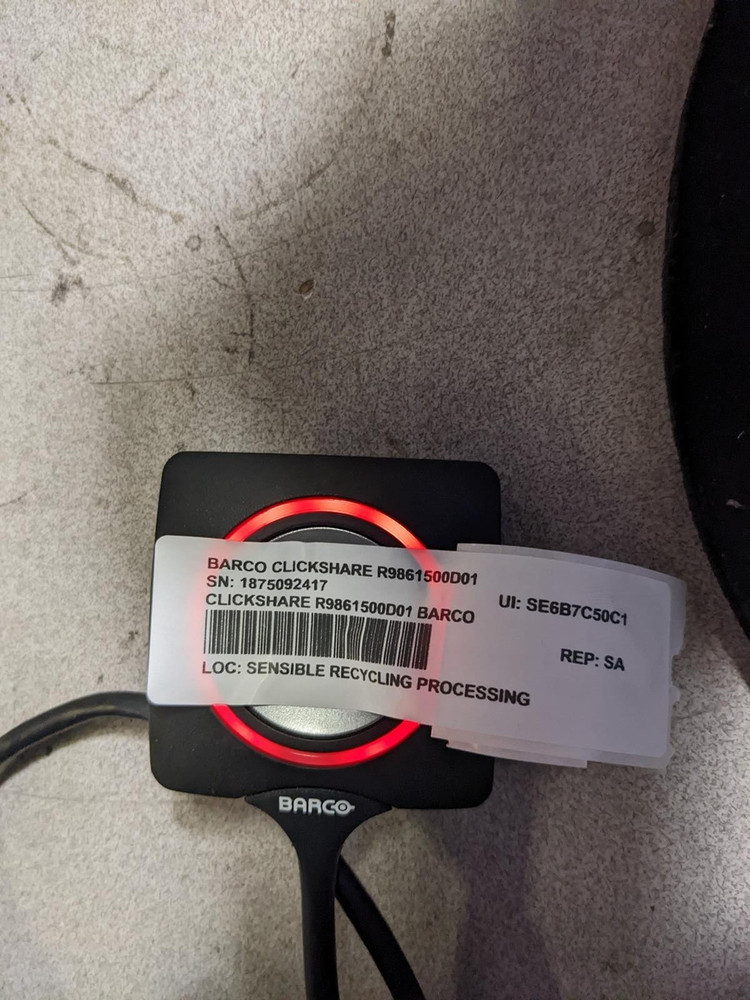 BARCO CLICKSHARE R9861500D01
SN: 1875092417
CLICKSHARE R9861500D01 BARCO
UI: SE6B7C50C1
REP: SA
LOC: SENSIBLE RECYCLING PROCESSING
BARCO